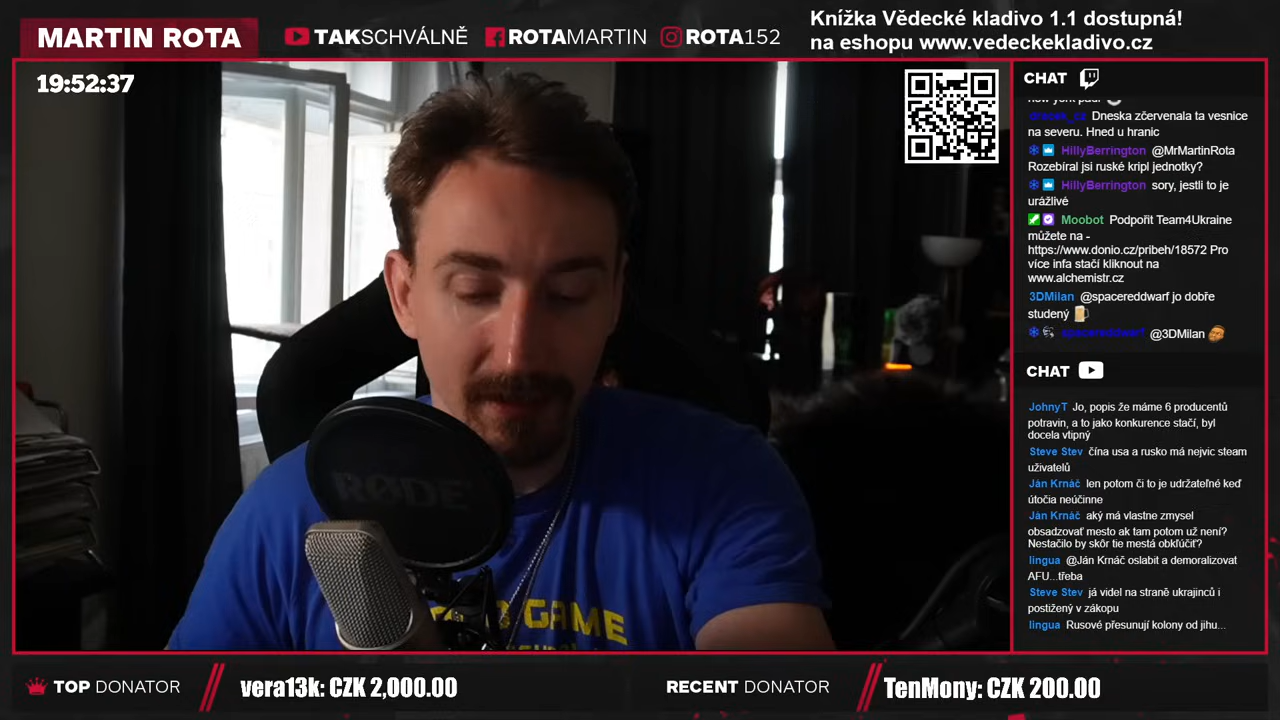 MARTIN ROTA
TAKSCHVÁLNĚ
ROTAMARTIN
ROTA152
Knížka Vědecké kladivo 1.1 dostupná!
na eshopu www.vedeckekladivo.cz
19:52:37
CHAT
Dneska zčervenala ta vesnice
na severu. Hned u hranic
HillyBerrington @MrMartinRota
Rozebíral jsi ruské kripl jednotky?
HillyBerrington sory, jestli to je
urážlivé
Moobot Podpořit Team4Ukraine
můžete na -
https://www.donio.cz/pribeh/18572 Pro
více infa stačí kliknout na
www.alchemistr.cz
3DMilan @spacereddwarf jo dobře
studený
spacereddwarf @3DMilan
CHAT
JohnyT Jo, popis že máme 6 producentů
potravin, a to jako konkurence stačí, byl
docela vtipný
Steve Stev čína usa a rusko má nejvic steam
uživatelů
Ján Krnáč len potom či to je udržateľné keď
útočia neúčinne
Ján Krnáč aký má vlastne zmysel
obsadzovať mesto ak tam potom už není?
Nestačilo by skôr tie mestá obkľúčiť?
lingua @Ján Krnáč oslabit a demoralizovat
AFU...třeba
Steve Stev já videl na straně ukrajinců i
postižený v zákopu
lingua Rusové přesunují kolony od jihu...
RØDE
GAME
TOP DONATOR
vera13k: CZK 2,000.00
RECENT DONATOR
TenMony: CZK 200.00